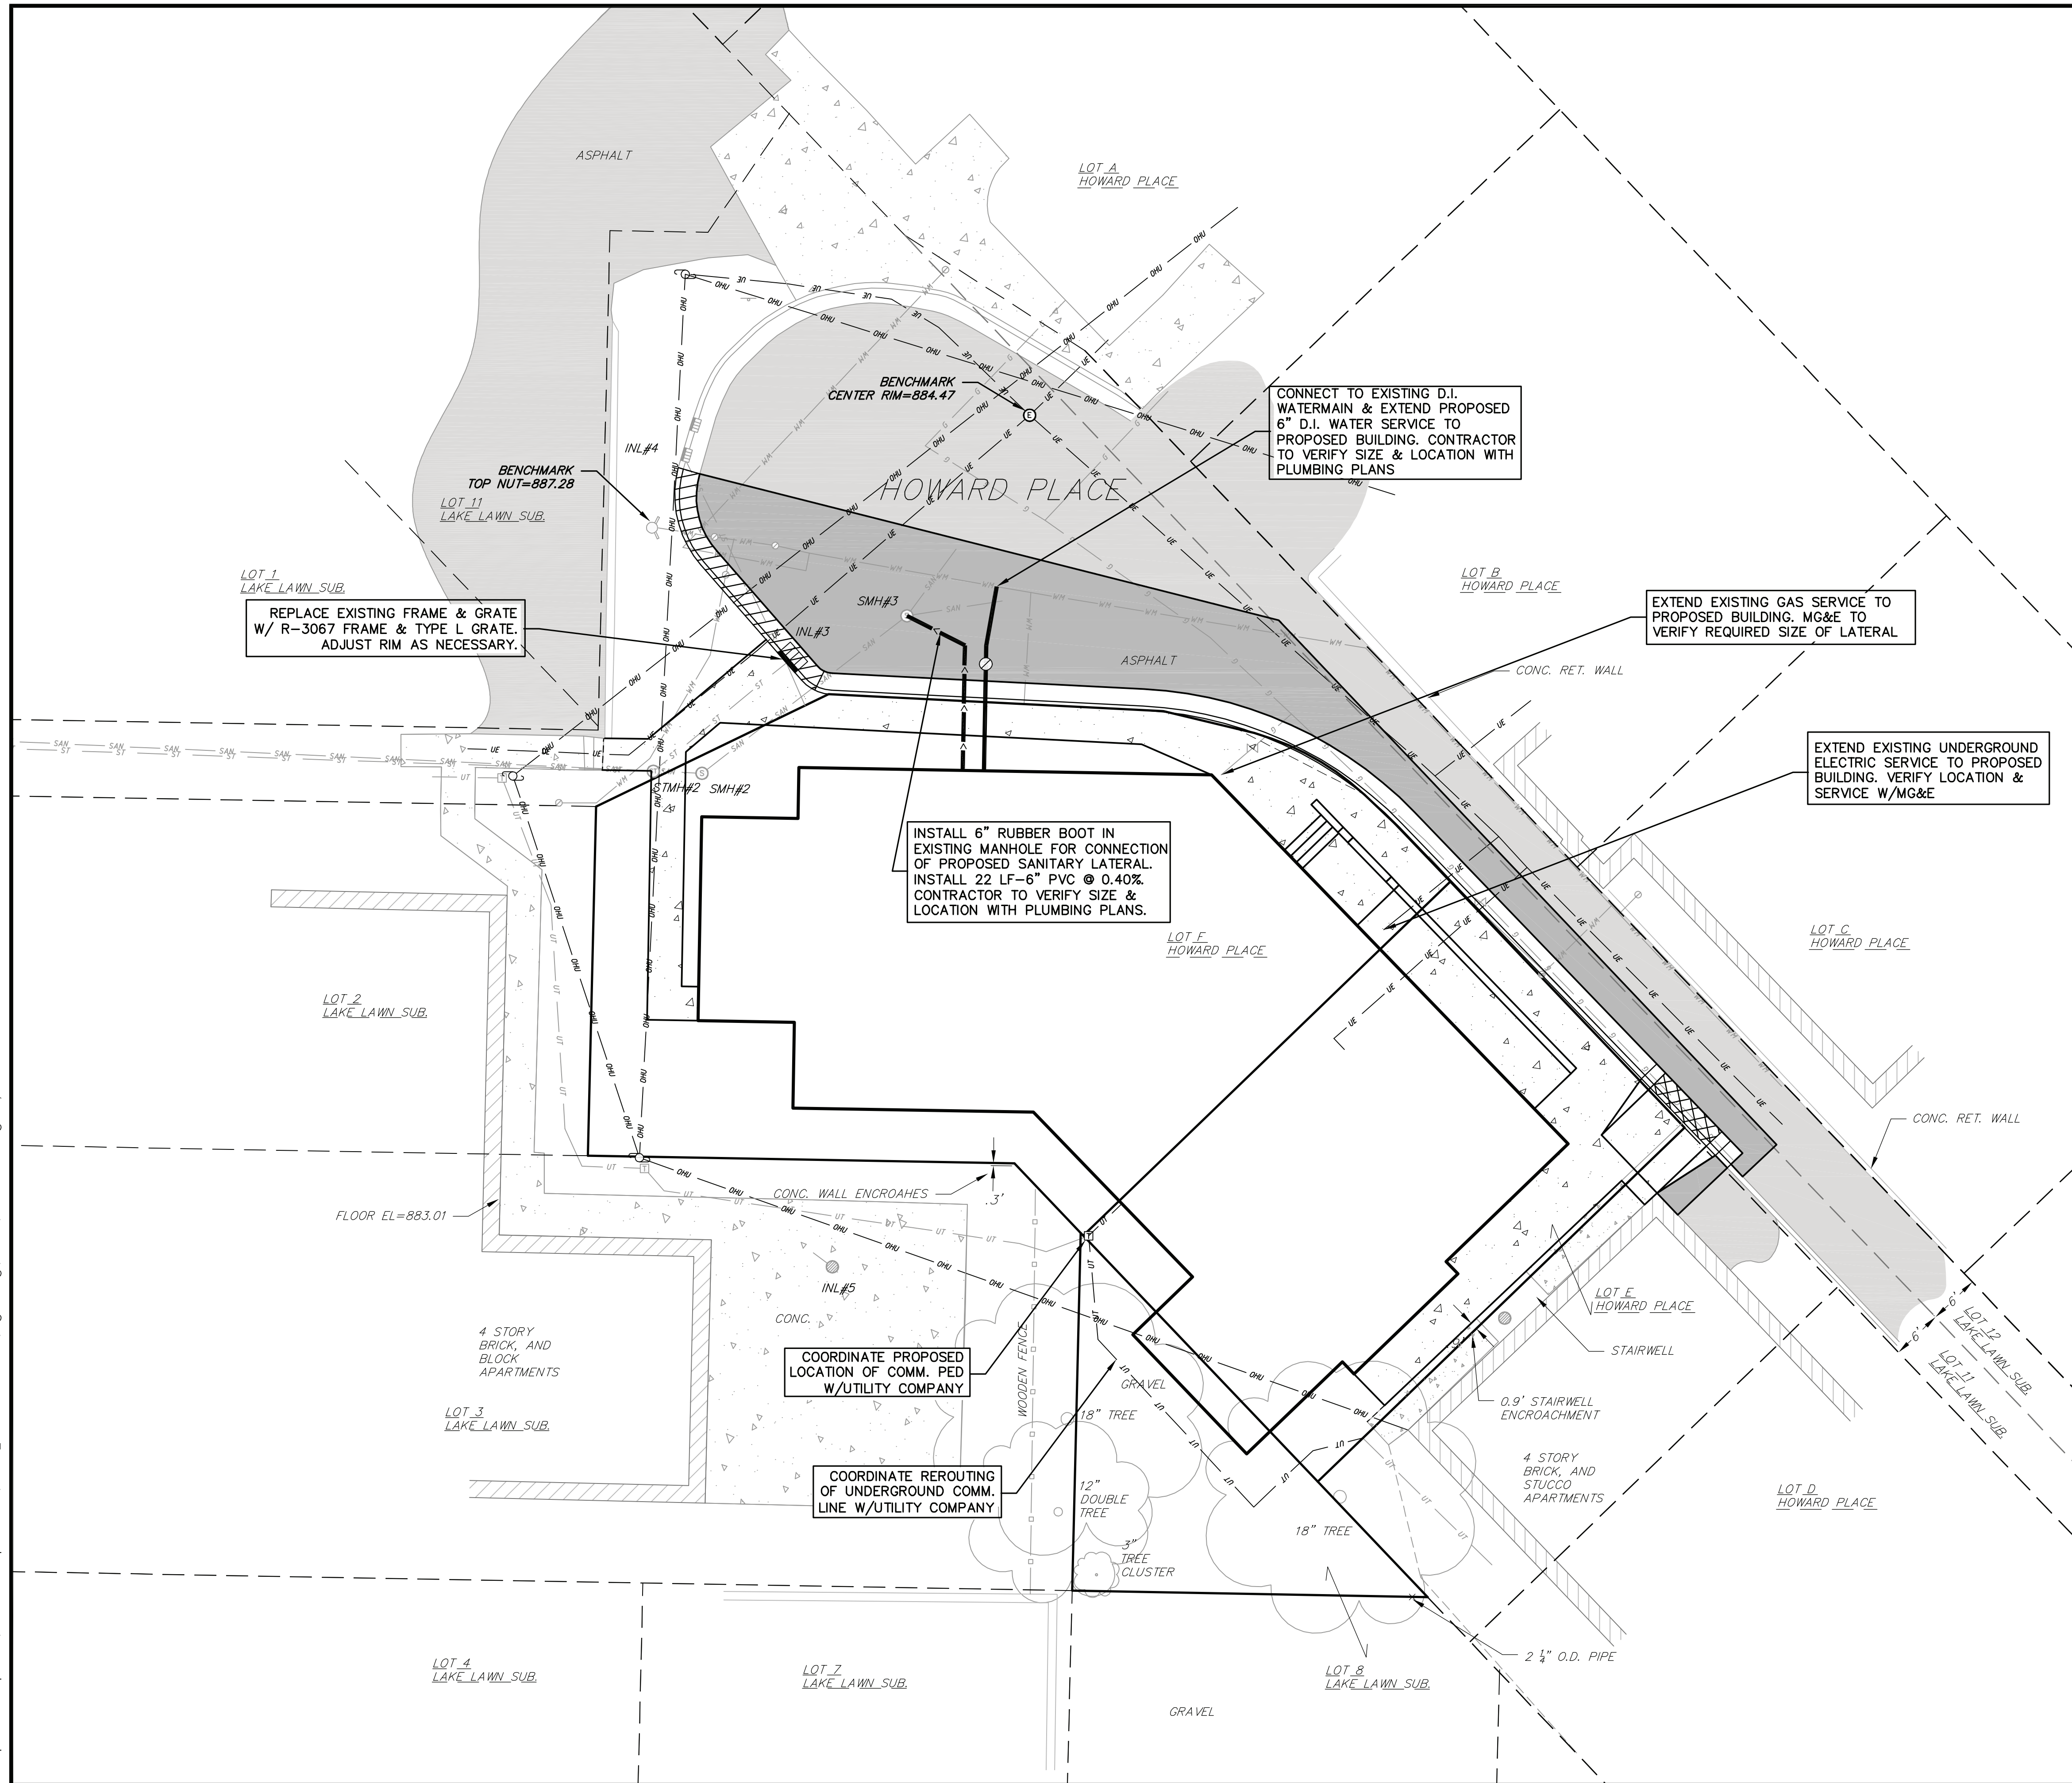 ASPHALT
LOT A
HOWARD PLACE
OHU
UE
WM
G
BENCHMARK
CENTER RIM=884.47
E
CONNECT TO EXISTING D.I.
WATERMAIN & EXTEND PROPOSED
6" D.I. WATER SERVICE TO
PROPOSED BUILDING. CONTRACTOR
TO VERIFY SIZE & LOCATION WITH
PLUMBING PLANS
INL#4
BENCHMARK
TOP NUT=887.28
LOT 11
LAKE LAWN SUB.
HOWARD PLACE
LOT 1
LAKE LAWN SUB.
LOT B
HOWARD PLACE
REPLACE EXISTING FRAME & GRATE
W/ R-3067 FRAME & TYPE L GRATE.
ADJUST RIM AS NECESSARY.
SMH#3
INL#3
ASPHALT
EXTEND EXISTING GAS SERVICE TO
PROPOSED BUILDING. MG&E TO
VERIFY REQUIRED SIZE OF LATERAL
CONC. RET. WALL
SAN
ST
UT
T
S
STMH#2 SMH#2
EXTEND EXISTING UNDERGROUND
ELECTRIC SERVICE TO PROPOSED
BUILDING. VERIFY LOCATION &
SERVICE W/MG&E
INSTALL 6" RUBBER BOOT IN
EXISTING MANHOLE FOR CONNECTION
OF PROPOSED SANITARY LATERAL.
INSTALL 22 LF-6" PVC @ 0.40%.
CONTRACTOR TO VERIFY SIZE &
LOCATION WITH PLUMBING PLANS.
LOT F
HOWARD PLACE
LOT C
HOWARD PLACE
LOT 2
LAKE LAWN SUB.
CONC. RET. WALL
CONC. WALL ENCROAHES
.3'
FLOOR EL=883.01
INL#5
CONC.
LOT E
HOWARD PLACE
6'
6'
LOT 12
LAKE LAWN SUB.
LOT 11
LAKE LAWN SUB.
4 STORY
BRICK, AND
BLOCK
APARTMENTS
STAIRWELL
COORDINATE PROPOSED
LOCATION OF COMM. PED
W/UTILITY COMPANY
WOODEN FENCE
GRAVEL
18" TREE
0.9' STAIRWELL
ENCROACHMENT
LOT 3
LAKE LAWN SUB.
4 STORY
BRICK, AND
STUCCO
APARTMENTS
COORDINATE REROUTING
OF UNDERGROUND COMM.
LINE W/UTILITY COMPANY
12"
DOUBLE
TREE
18" TREE
LOT D
HOWARD PLACE
3"
TREE
CLUSTER
2 1/4" O.D. PIPE
LOT 4
LAKE LAWN SUB.
LOT 7
LAKE LAWN SUB.
LOT 8
LAKE LAWN SUB.
GRAVEL